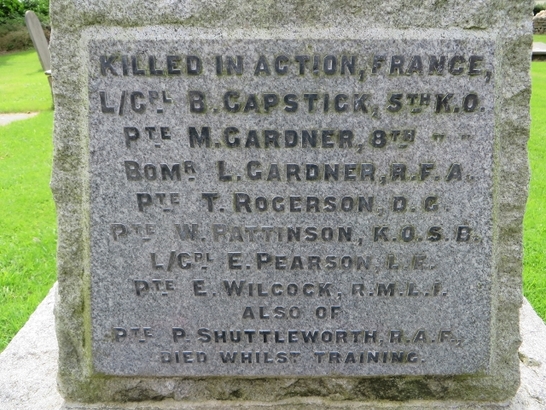 KILLED IN ACTION, FRANCE,
L/CPL B. CAPSTICK, 5TH K.O.
PTE M. GARDNER, 8TH " "
BOMR L. GARDNER, R.F.A.
PTE T. ROGERSON, D.G.
PTE W. PATTINSON, K.O.S.B.
L/CPL E. PEARSON, L.F.
PTE E. WILCOCK, R.M.L.I.
ALSO OF
PTE P. SHUTTLEWORTH, R.A.F.,
DIED WHILST TRAINING.